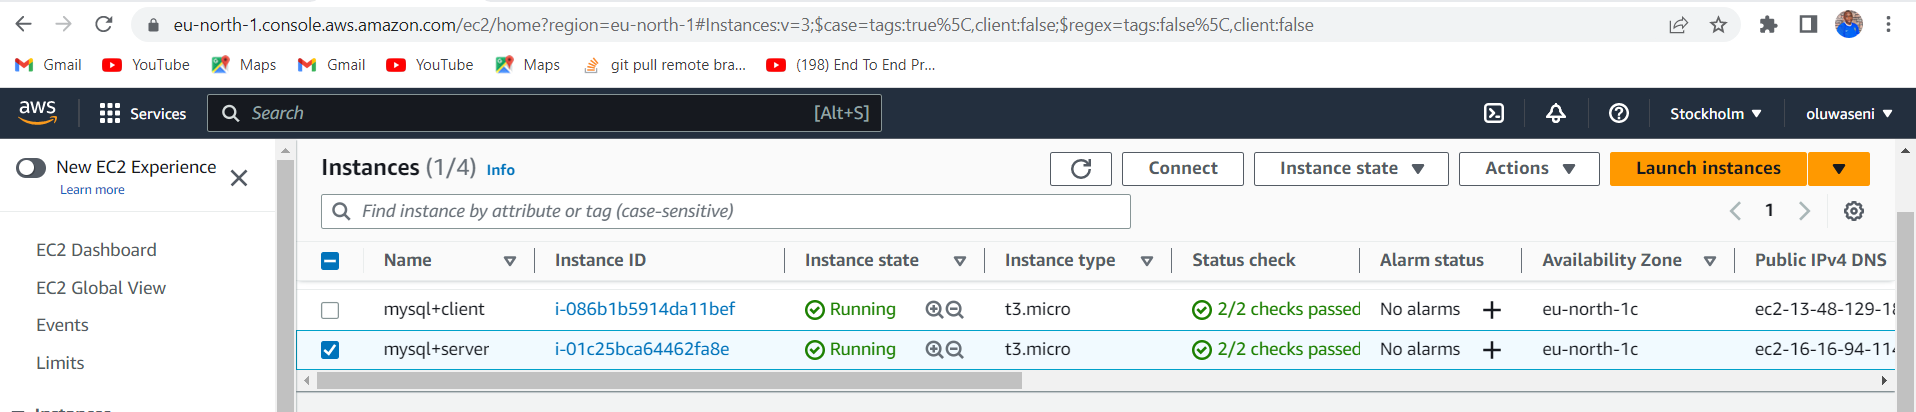 eu-north-1.console.aws.amazon.com/ec2/home?region=eu-north-1#Instances:v=3;$case=tags:true%5C,client:false;$regex=tags:false%5C,client:false
Gmail YouTube Maps Gmail YouTube Maps git pull remote bra... (198) End To End Pr...
aws Services Search [Alt+S] Stockholm oluwaseni
New EC2 Experience
Learn more
Instances (1/4) Info Connect Instance state Actions Launch instances
Find instance by attribute or tag (case-sensitive) 1
EC2 Dashboard
EC2 Global View
Events
Limits
Instances
Name Instance ID Instance state Instance type Status check Alarm status Availability Zone Public IPv4 DNS
mysql+client i-086b1b5914da11bef Running t3.micro 2/2 checks passed No alarms + eu-north-1c ec2-13-48-129-18
mysql+server i-01c25bca64462fa8e Running t3.micro 2/2 checks passed No alarms + eu-north-1c ec2-16-16-94-114